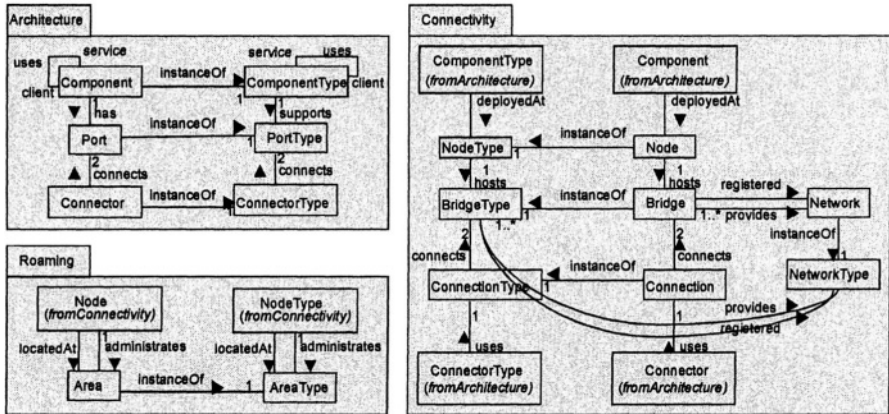 Architecture
service
uses
Component
client
instanceOf
1
service
uses
ComponentType
client
1
has
1
supports
Port
instanceOf
1
PortType
2
connects
2
connects
Connector
instanceOf
1
ConnectorType
Roaming
Node
(fromConnectivity)
NodeType
(fromConnectivity)
locatedAt
1
administrates
locatedAt
1
administrates
Area
instanceOf
1
AreaType
Connectivity
ComponentType
(fromArchitecture)
Component
(fromArchitecture)
deployedAt
deployedAt
NodeType
1
instanceOf
Node
1
hosts
1
hosts
registered
BridgeType
1
instanceOf
Bridge
Network
1..*
1..*
provides
2
connects
2
connects
instanceOf
1
ConnectionType
1
instanceOf
Connection
NetworkType
1
uses
1
uses
provides
registered
ConnectorType
(fromArchitecture)
Connector
(fromArchitecture)